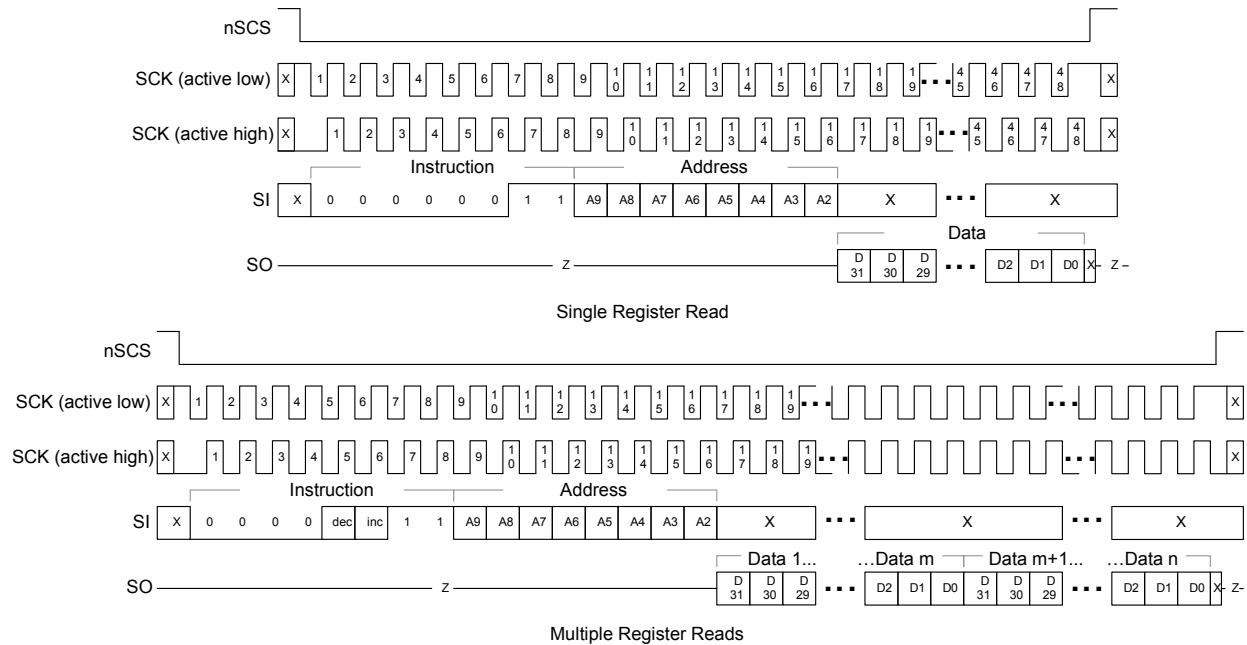 nSCS
SCK (active low) X 1 2 3 4 5 6 7 8 9 10 11 12 13 14 15 16 17 18 19 ... 45 46 47 48 X
SCK (active high) X 1 2 3 4 5 6 7 8 9 10 11 12 13 14 15 16 17 18 19 ... 45 46 47 48 X
Instruction Address
SI X 0 0 0 0 0 0 1 1 A9 A8 A7 A6 A5 A4 A3 A2 X ... X
Data
SO Z D31 D30 D29 ... D2 D1 D0 X Z
Single Register Read
nSCS
SCK (active low) X 1 2 3 4 5 6 7 8 9 10 11 12 13 14 15 16 17 18 19 ... ... X
SCK (active high) X 1 2 3 4 5 6 7 8 9 10 11 12 13 14 15 16 17 18 19 ... ... X
Instruction Address
SI X 0 0 0 0 dec inc 1 1 A9 A8 A7 A6 A5 A4 A3 A2 X ... X ... X
Data 1... ...Data m Data m+1... ...Data n
SO Z D31 D30 D29 ... D2 D1 D0 D31 D30 D29 ... D2 D1 D0 X Z
Multiple Register Reads